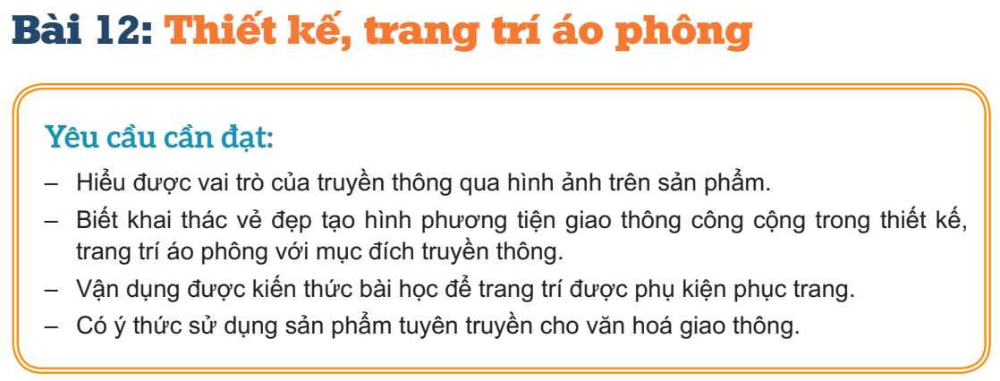 Bài 12: Thiết kế, trang trí áo phông
Yêu cầu cần đạt:
– Hiểu được vai trò của truyền thông qua hình ảnh trên sản phẩm.
– Biết khai thác vẻ đẹp tạo hình phương tiện giao thông công cộng trong thiết kế,
trang trí áo phông với mục đích truyền thông.
– Vận dụng được kiến thức bài học để trang trí được phụ kiện phục trang.
– Có ý thức sử dụng sản phẩm tuyên truyền cho văn hoá giao thông.